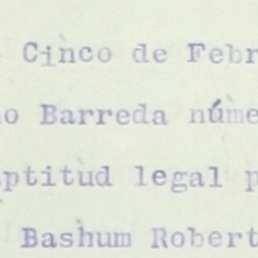 Cinco de Febr
o Barreda núme
ptitud legal p
Bashum Robert